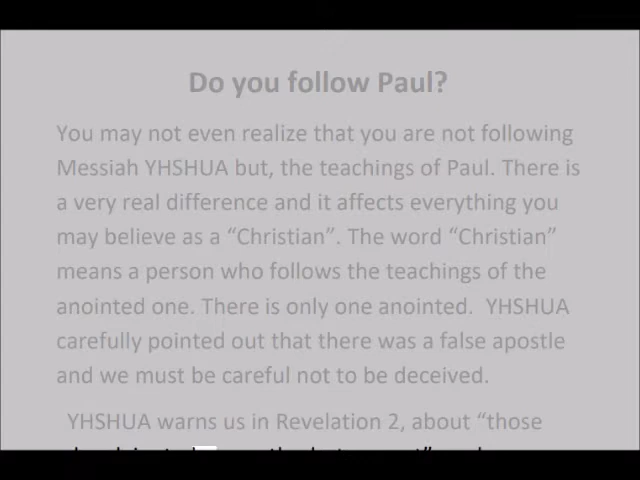 Do you follow Paul?
You may not even realize that you are not following
Messiah YHSHUA but, the teachings of Paul. There is
a very real difference and it affects everything you
may believe as a “Christian”. The word “Christian”
means a person who follows the teachings of the
anointed one. There is only one anointed.  YHSHUA
carefully pointed out that there was a false apostle
and we must be careful not to be deceived.
YHSHUA warns us in Revelation 2, about “those